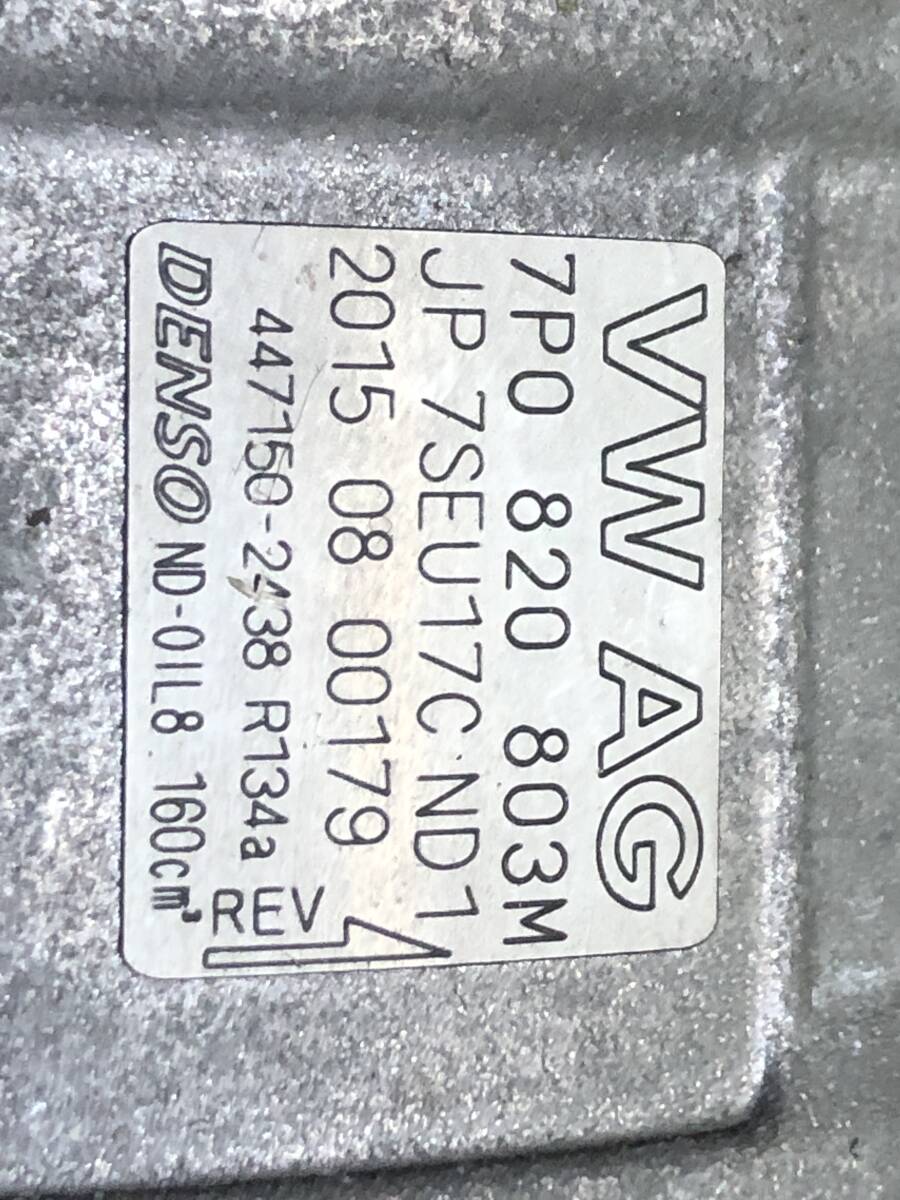 VW AG
7P0 820 803M
JP 7SEU17C ND1
2015 08 00179
447150-2438 R134a
REV
DENSO ND-OIL8 160cm³